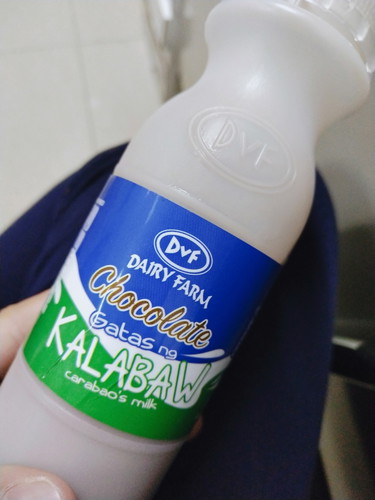 DVF
DVF
DAIRY FARM
Chocolate
Gatas ng
KALABAW
carabao's milk